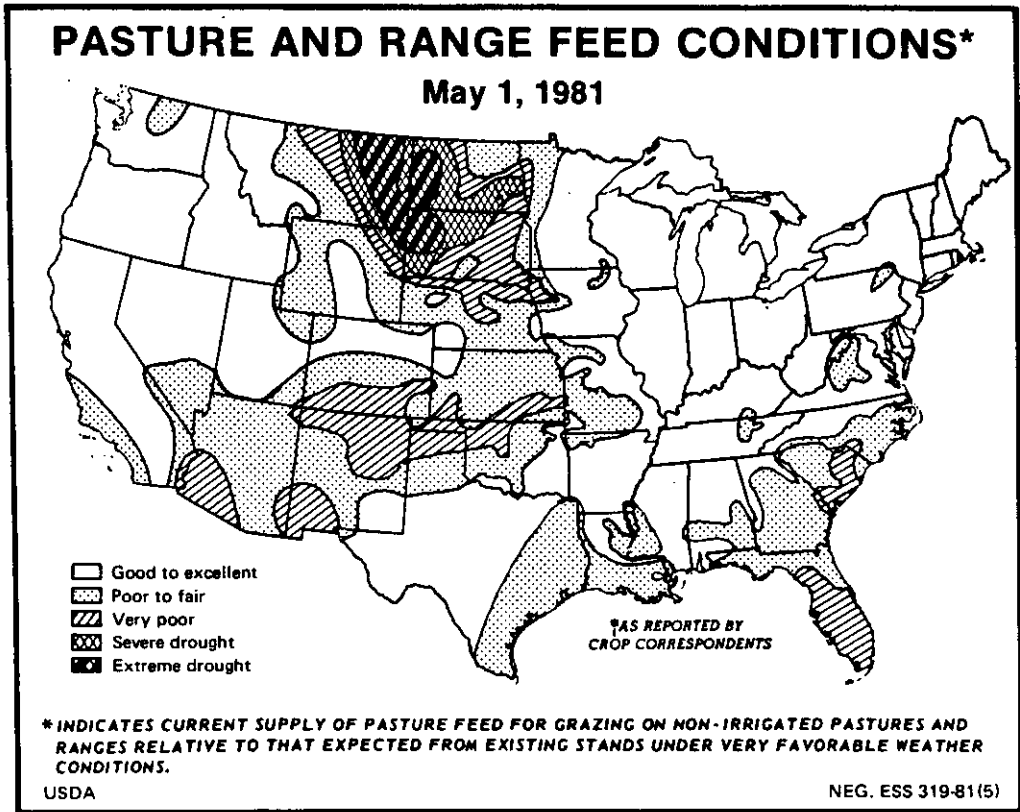 PASTURE AND RANGE FEED CONDITIONS*
May 1, 1981
Good to excellent
Poor to fair
Very poor
Severe drought
Extreme drought
*AS REPORTED BY
CROP CORRESPONDENTS
* INDICATES CURRENT SUPPLY OF PASTURE FEED FOR GRAZING ON NON-IRRIGATED PASTURES AND
RANGES RELATIVE TO THAT EXPECTED FROM EXISTING STANDS UNDER VERY FAVORABLE WEATHER
CONDITIONS.
USDA NEG. ESS 319-81(5)